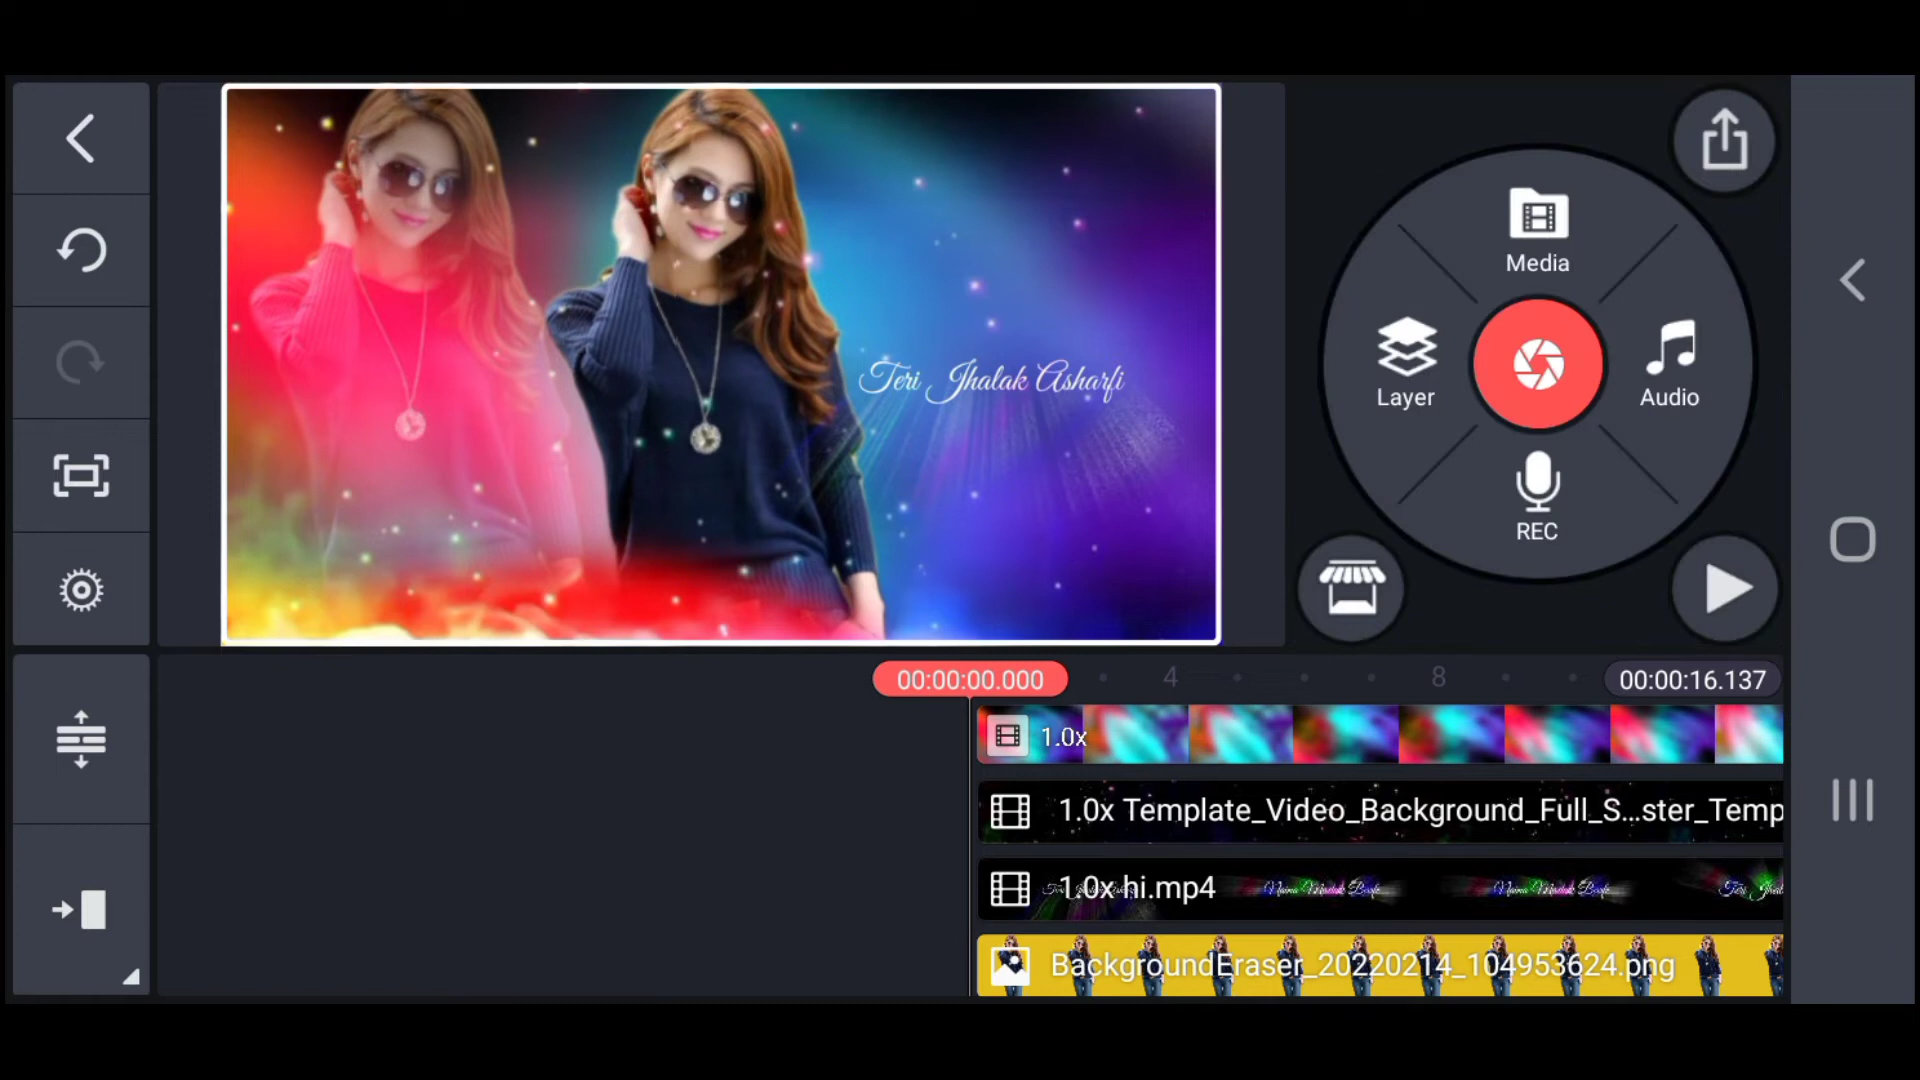 Media
Layer
Audio
REC
Teri Jhalak Asharfi
00:00:00.000
4
8
00:00:16.137
1.0x
1.0x Template_Video_Background_Full_S...ster_Temp
1.0x hi.mp4
BackgroundEraser_20220214_104953624.png